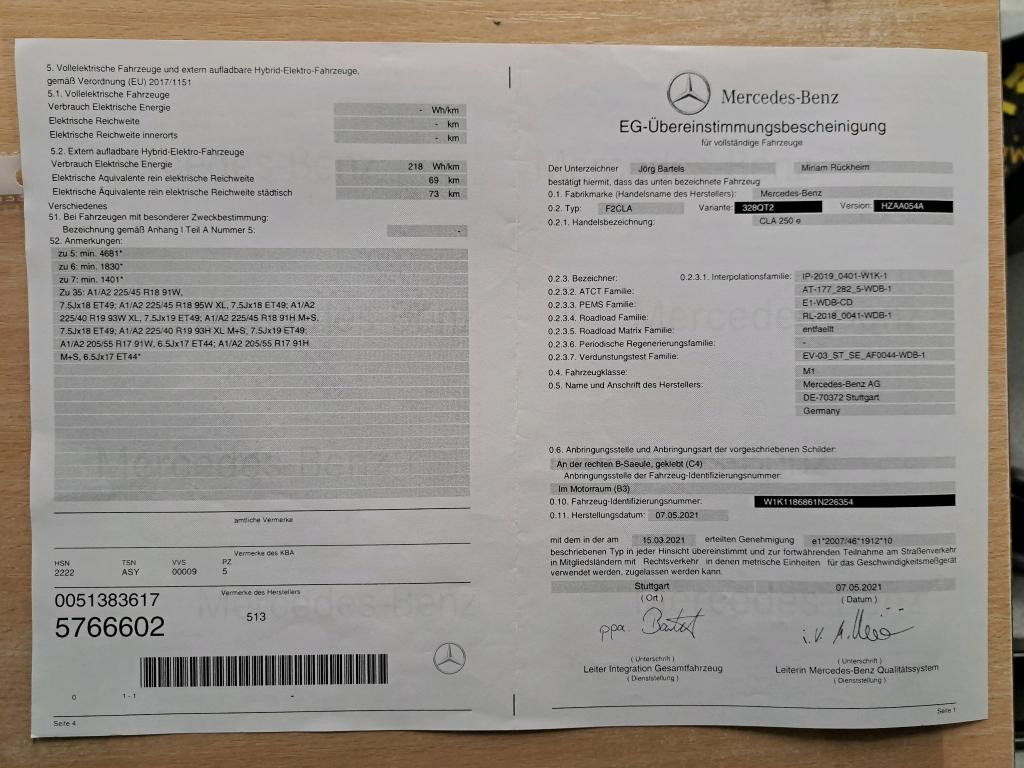 5. Vollelektrische Fahrzeuge und extern aufladbare Hybrid-Elektro-Fahrzeuge,
gemäß Verordnung (EU) 2017/1151
5.1. Vollelektrische Fahrzeuge
Verbrauch Elektrische Energie - Wh/km
Elektrische Reichweite - km
Elektrische Reichweite innerorts - km
5.2. Extern aufladbare Hybrid-Elektro-Fahrzeuge
Verbrauch Elektrische Energie 218 Wh/km
Elektrische Äquivalente rein elektrische Reichweite 69 km
Elektrische Äquivalente rein elektrische Reichweite städtisch 73 km
Verschiedenes
51. Bei Fahrzeugen mit besonderer Zweckbestimmung:
Bezeichnung gemäß Anhang I Teil A Nummer 5: -
52. Anmerkungen:
zu 5: min. 4681*
zu 6: min. 1830*
zu 7: min. 1401*
Zu 35: A1/A2 225/45 R18 91W,
7.5Jx18 ET49; A1/A2 225/45 R18 95W XL, 7.5Jx18 ET49; A1/A2
225/40 R19 93W XL, 7.5Jx19 ET49; A1/A2 225/45 R18 91H M+S,
7.5Jx18 ET49; A1/A2 225/40 R19 93H XL M+S, 7.5Jx19 ET49;
A1/A2 205/55 R17 91W, 6.5Jx17 ET44; A1/A2 205/55 R17 91H
M+S, 6.5Jx17 ET44*
amtliche Vermerke
Vermerke des KBA
HSN TSN VVS PZ
2222 ASY 00009 5
Vermerke des Herstellers
0051383617
5766602 513
0 1 - 1 -
Seite 4
Mercedes-Benz
EG-Übereinstimmungsbescheinigung
für vollständige Fahrzeuge
Der Unterzeichner Jörg Bartels Miriam Rückheim
bestätigt hiermit, dass das unten bezeichnete Fahrzeug
0.1. Fabrikmarke (Handelsname des Herstellers): Mercedes-Benz
0.2. Typ: F2CLA Variante: 328QT2 Version: HZAA054A
0.2.1. Handelsbezeichnung: CLA 250 e
0.2.3. Bezeichner: 0.2.3.1. Interpolationsfamilie: IP-2019_0401-W1K-1
0.2.3.2. ATCT Familie: AT-177_282_5-WDB-1
0.2.3.3. PEMS Familie: E1-WDB-CD
0.2.3.4. Roadload Familie: RL-2018_0041-WDB-1
0.2.3.5. Roadload Matrix Familie: entfaellt
0.2.3.6. Periodische Regenerierungsfamilie: -
0.2.3.7. Verdunstungstest Familie: EV-03_ST_SE_AF0044-WDB-1
0.4. Fahrzeugklasse: M1
0.5. Name und Anschrift des Herstellers: Mercedes-Benz AG
DE-70372 Stuttgart
Germany
0.6. Anbringungsstelle und Anbringungsart der vorgeschriebenen Schilder:
An der rechten B-Saeule, geklebt (C4)
Anbringungsstelle der Fahrzeug-Identifizierungsnummer:
Im Motorraum (B3)
0.10. Fahrzeug-Identifizierungsnummer: W1K1186861N226354
0.11. Herstellungsdatum: 07.05.2021
mit dem in der am 15.03.2021 erteilten Genehmigung e1*2007/46*1912*10
beschriebenen Typ in jeder Hinsicht übereinstimmt und zur fortwährenden Teilnahme am Straßenverkehr
in Mitgliedsländern mit Rechtsverkehr in denen metrische Einheiten für das Geschwindigkeitsmeßgerät
verwendet werden, zugelassen werden kann.
Stuttgart 07.05.2021
( Ort ) ( Datum )
ppa. i.V.
( Unterschrift ) ( Unterschrift )
Leiter Integration Gesamtfahrzeug Leiterin Mercedes-Benz Qualitätssystem
( Dienststellung ) ( Dienststellung )
Seite 1